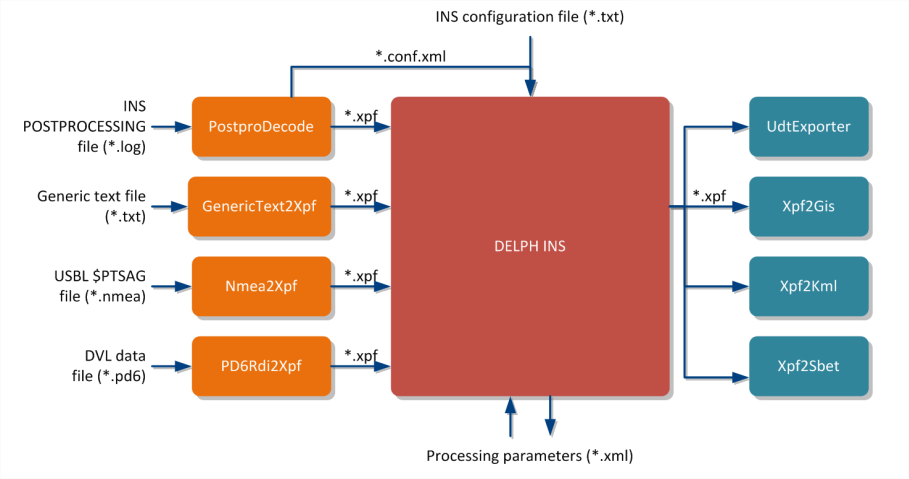 INS configuration file (*.txt)
*.conf.xml
INS
POSTPROCESSING
file (*.log)
PostproDecode
*.xpf
Generic text file
(*.txt)
GenericText2Xpf
*.xpf
USBL $PTSAG
file (*.nmea)
Nmea2Xpf
*.xpf
DVL data
file (*.pd6)
PD6Rdi2Xpf
*.xpf
DELPH INS
*.xpf
UdtExporter
Xpf2Gis
Xpf2Kml
Xpf2Sbet
Processing parameters (*.xml)